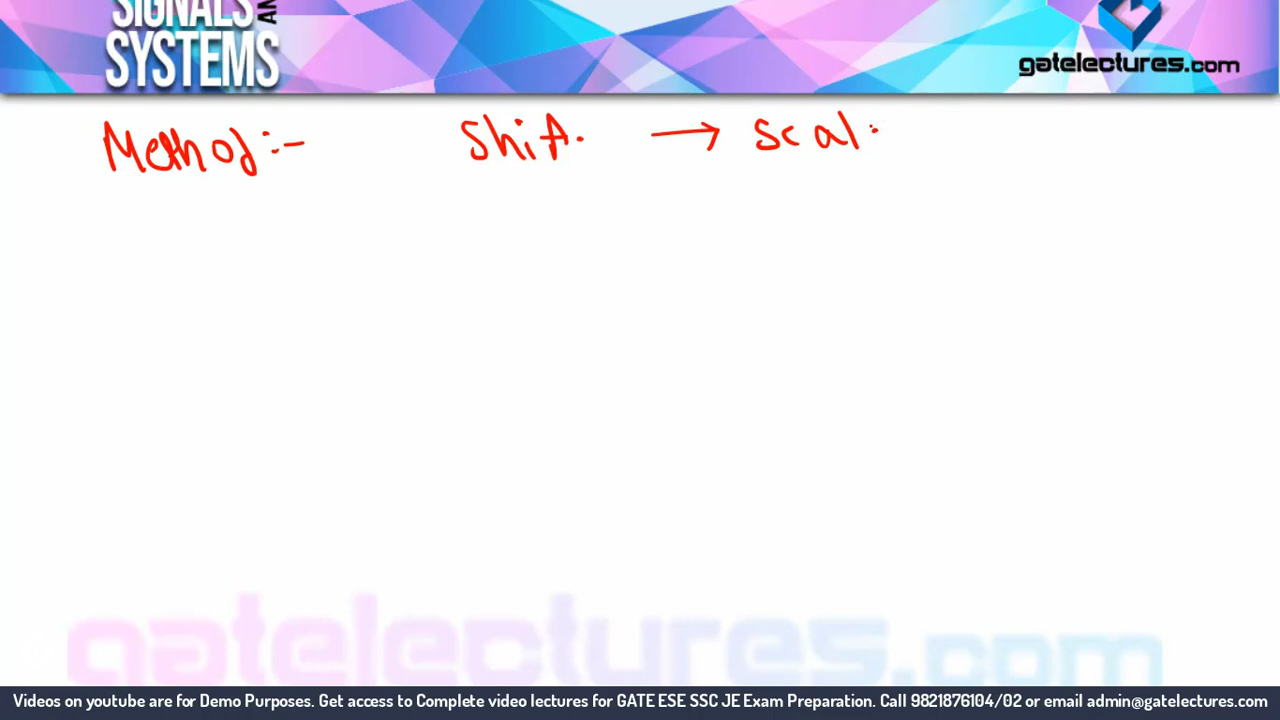 SIGNALS AND
SYSTEMS
gatelectures.com
Method:- Shift. → Scal:
gatelectures.com
Videos on youtube are for Demo Purposes. Get access to Complete video lectures for GATE ESE SSC JE Exam Preparation. Call 9821876104/02 or email admin@gatelectures.com